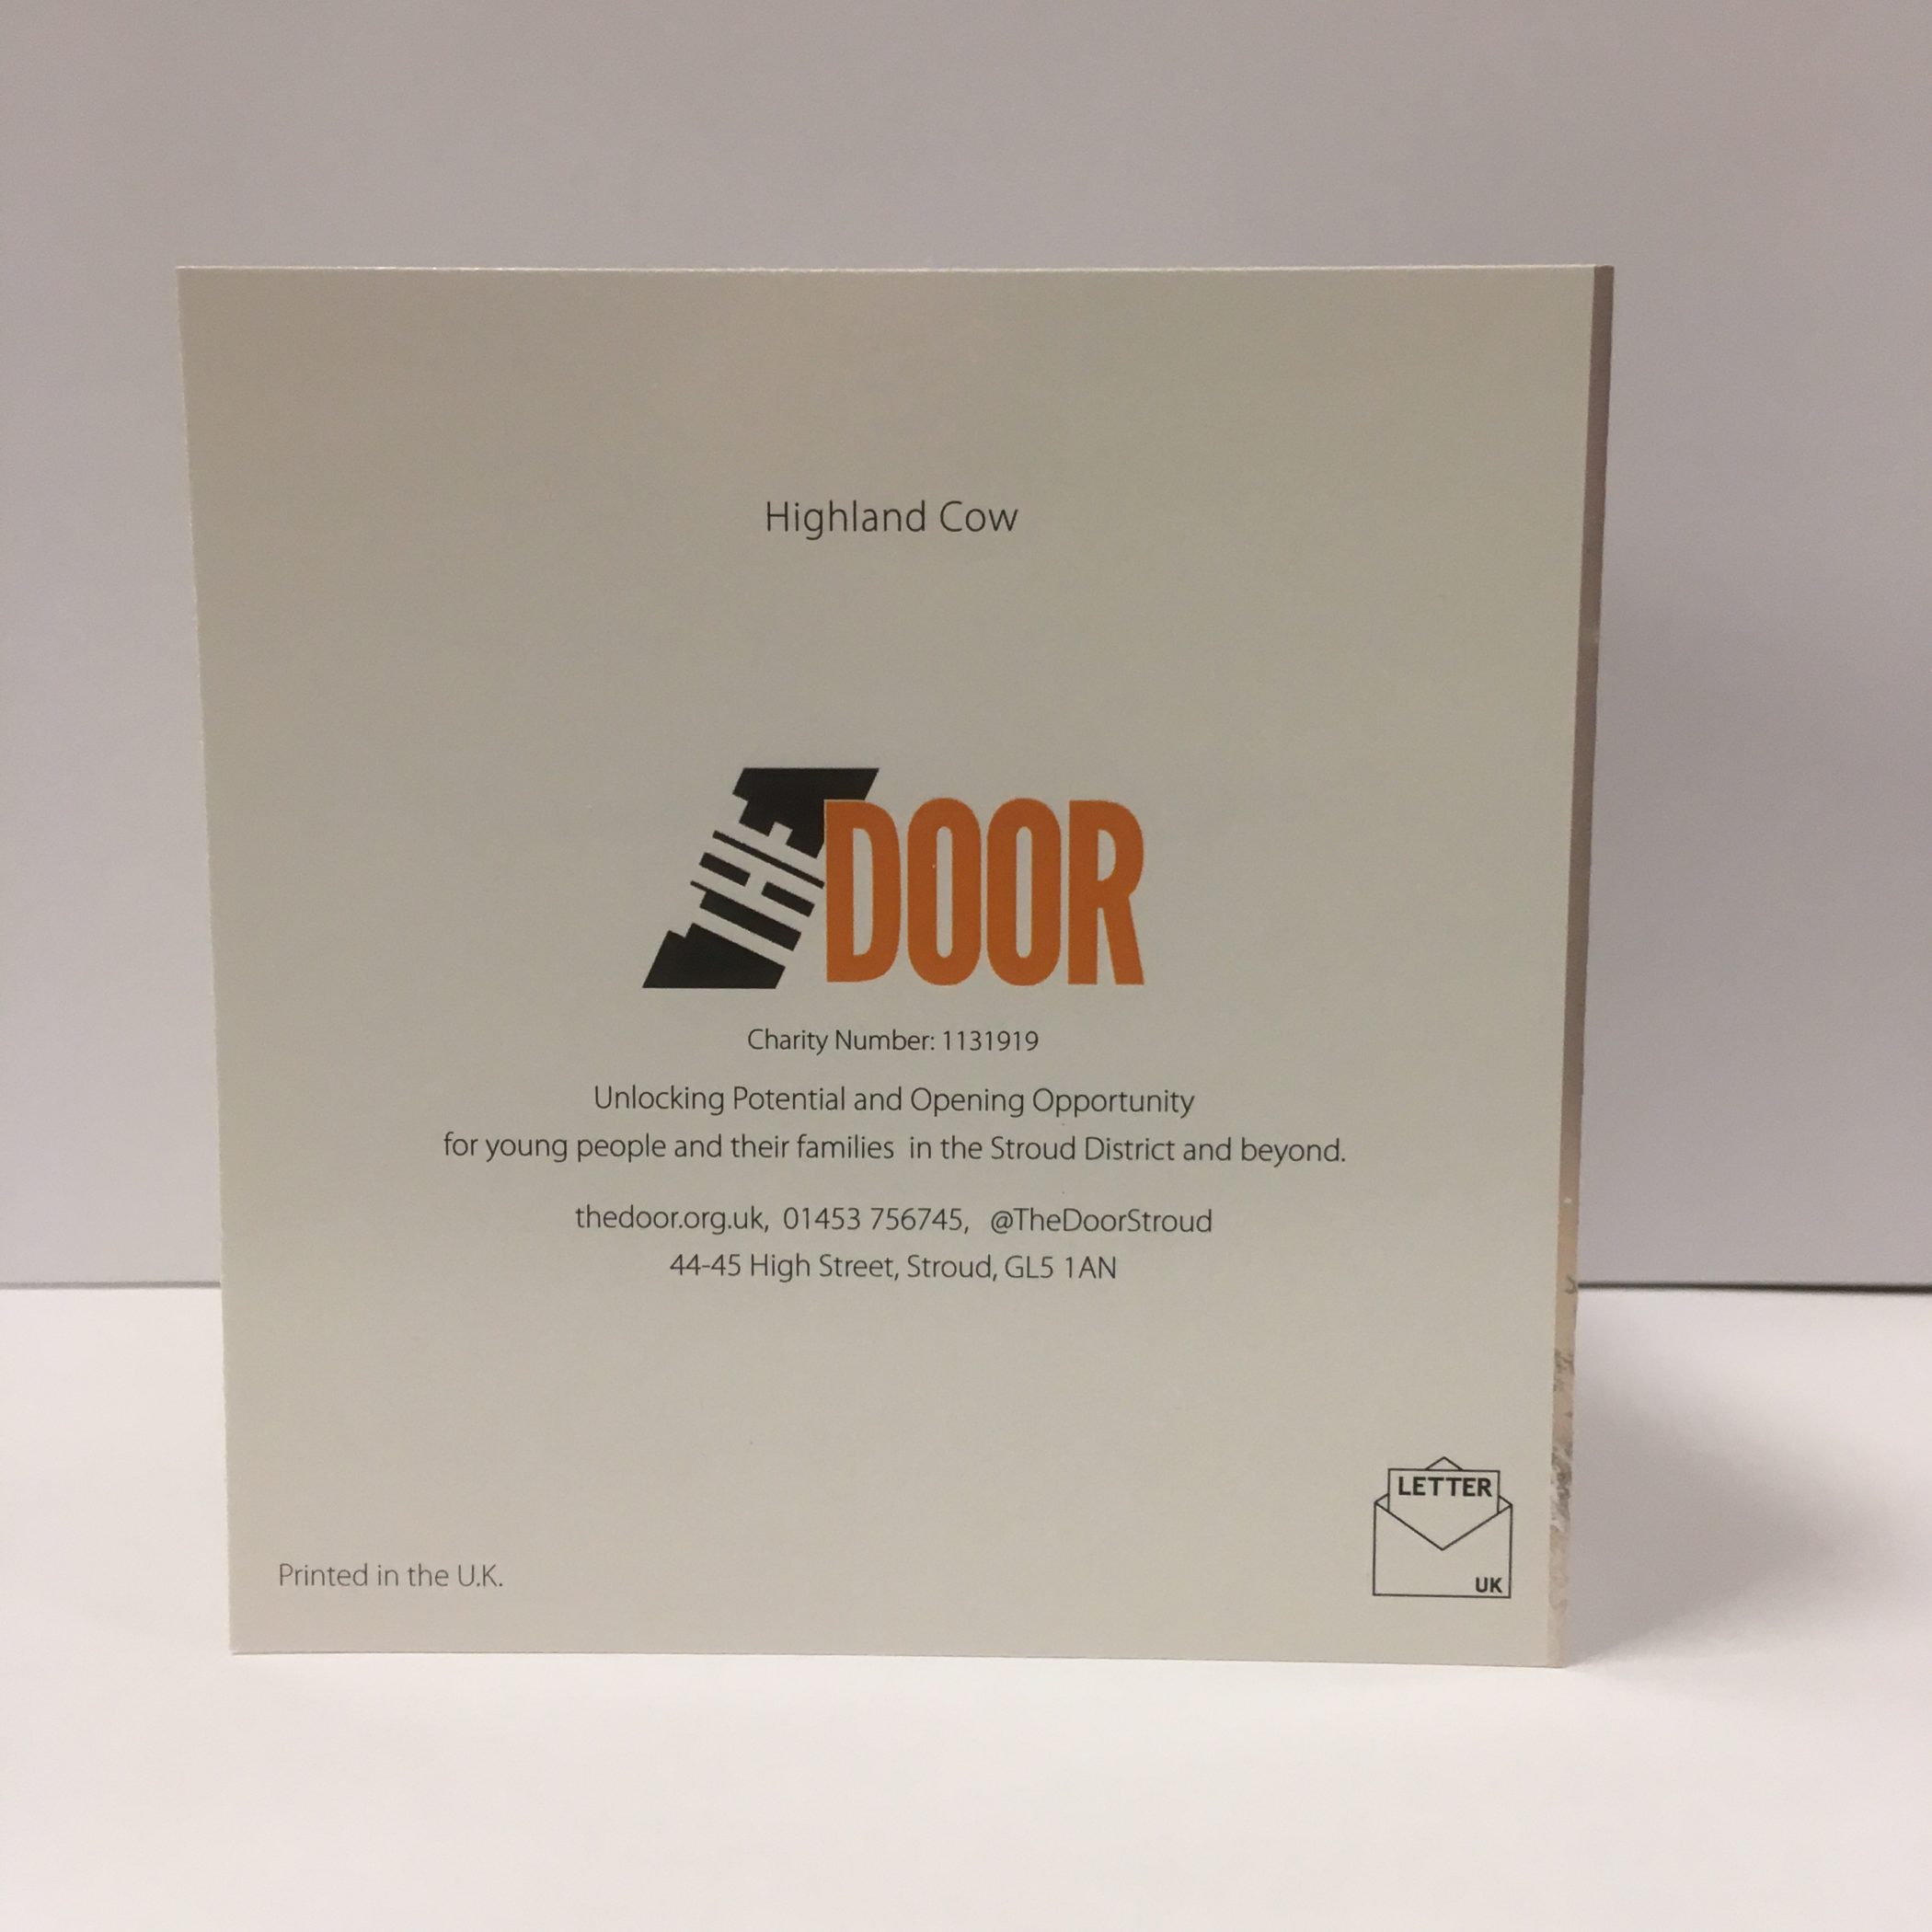 Highland Cow
THE
DOOR
Charity Number: 1131919
Unlocking Potential and Opening Opportunity
for young people and their families in the Stroud District and beyond.
thedoor.org.uk, 01453 756745, @TheDoorStroud
44-45 High Street, Stroud, GL5 1AN
LETTER
UK
Printed in the U.K.